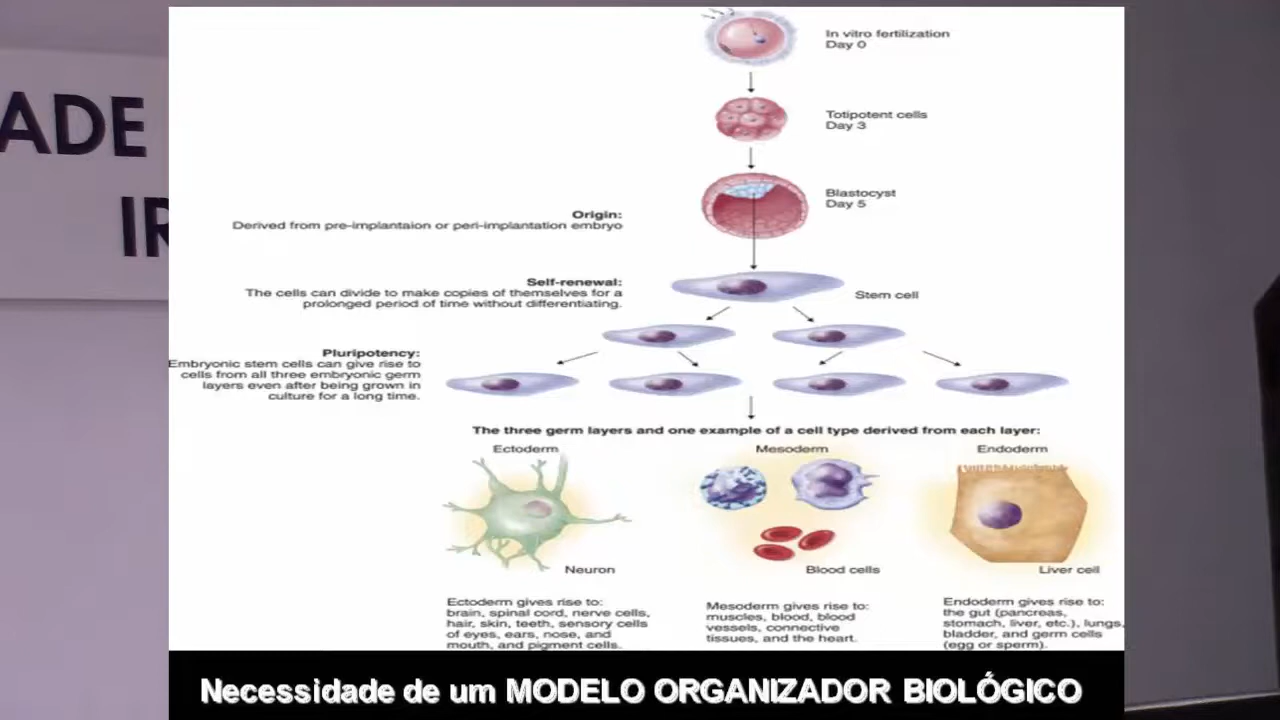 ADE
IR
In vitro fertilization
Day 0
Totipotent cells
Day 3
Blastocyst
Day 5
Origin:
Derived from pre-implantaion or peri-implantation embryo
Self-renewal:
The cells can divide to make copies of themselves for a
prolonged period of time without differentiating.
Stem cell
Pluripotency:
Embryonic stem cells can give rise to
cells from all three embryonic germ
layers even after being grown in
culture for a long time.
The three germ layers and one example of a cell type derived from each layer:
Ectoderm
Mesoderm
Endoderm
Neuron
Blood cells
Liver cell
Ectoderm gives rise to:
brain, spinal cord, nerve cells,
hair, skin, teeth, sensory cells
of eyes, ears, nose, and
mouth, and pigment cells.
Mesoderm gives rise to:
muscles, blood, blood
vessels, connective
tissues, and the heart.
Endoderm gives rise to:
the gut (pancreas,
stomach, liver, etc.), lungs,
bladder, and germ cells
(egg or sperm).
Necessidade de um MODELO ORGANIZADOR BIOLÓGICO